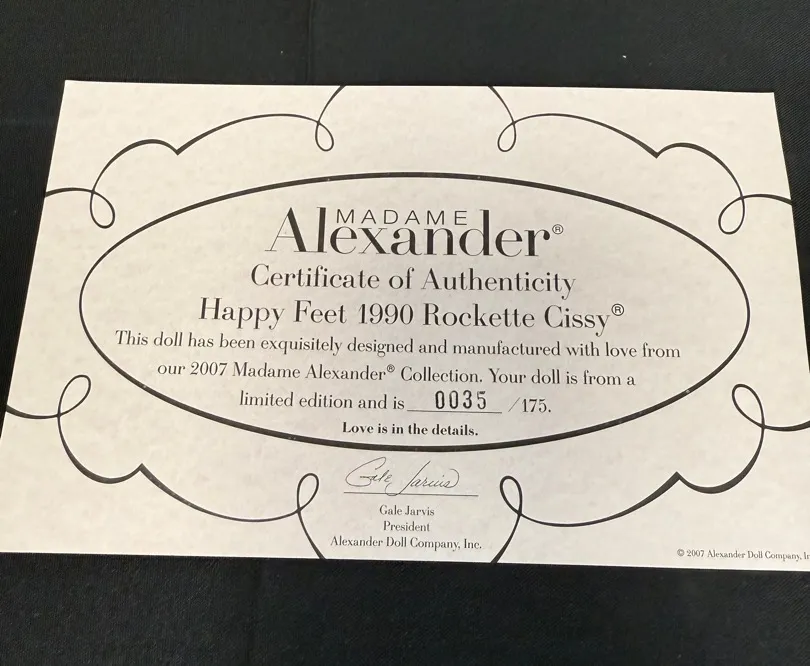 MADAME
Alexander®
Certificate of Authenticity
Happy Feet 1990 Rockette Cissy®
This doll has been exquisitely designed and manufactured with love from
our 2007 Madame Alexander® Collection. Your doll is from a
limited edition and is 0035 /175.
Love is in the details.
Gale Jarvis
Gale Jarvis
President
Alexander Doll Company, Inc.
© 2007 Alexander Doll Company, In